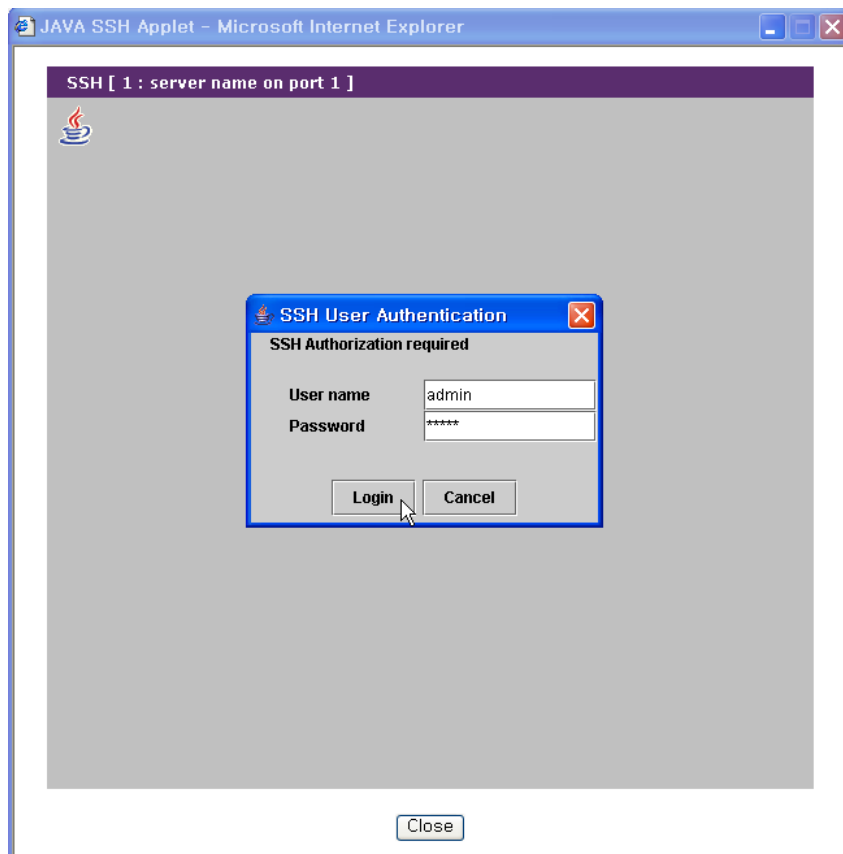 JAVA SSH Applet - Microsoft Internet Explorer
SSH [ 1 : server name on port 1 ]
SSH User Authentication
SSH Authorization required
User name admin
Password *****
Login Cancel
Close